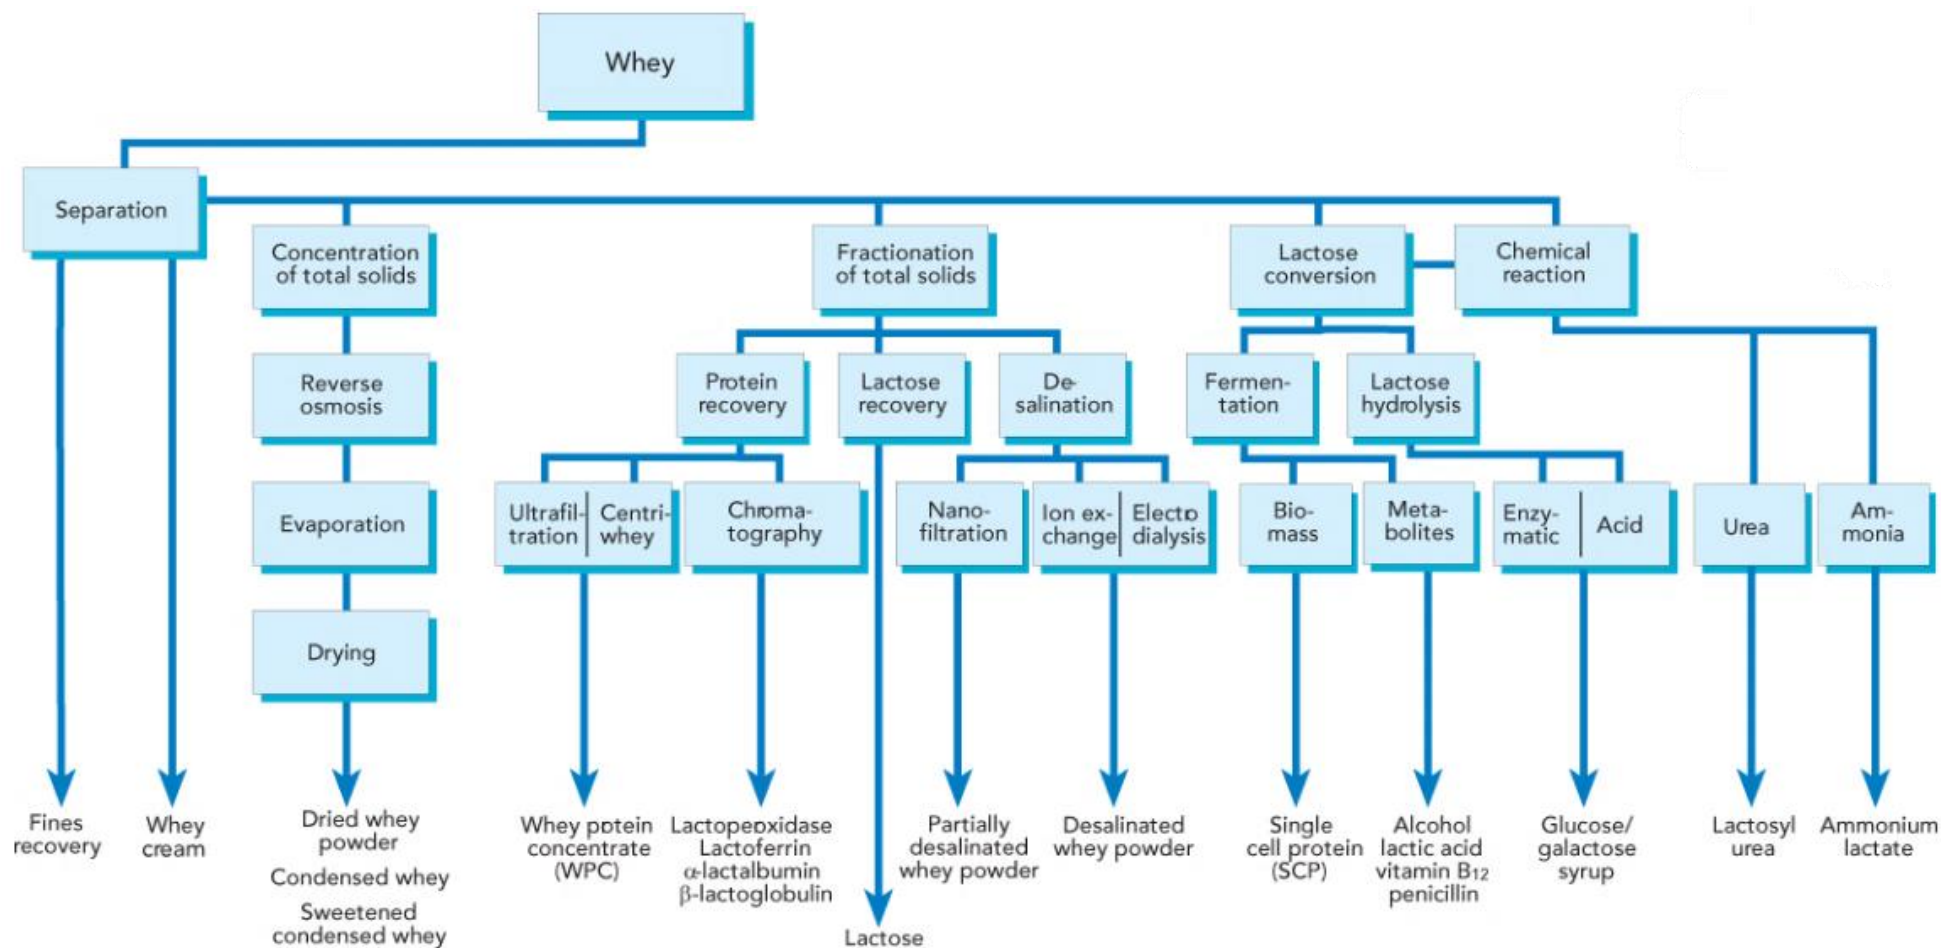 Whey
Separation
Concentration
of total solids
Fractionation
of total solids
Lactose
conversion
Chemical
reaction
Reverse
osmosis
Protein
recovery
Lactose
recovery
De-
salination
Fermen-
tation
Lactose
hydrolysis
Evaporation
Ultrafil-
tration
Centri-
whey
Chroma-
tography
Nano-
filtration
Ion ex-
change
Electro
dialysis
Bio-
mass
Meta-
bolites
Enzy-
matic
Acid
Urea
Am-
monia
Drying
Fines
recovery
Whey
cream
Dried whey
powder
Condensed whey
Sweetened
condensed whey
Whey protein
concentrate
(WPC)
Lactoperoxidase
Lactoferrin
α-lactalbumin
β-lactoglobulin
Lactose
Partially
desalinated
whey powder
Desalinated
whey powder
Single
cell protein
(SCP)
Alcohol
lactic acid
vitamin B12
penicillin
Glucose/
galactose
syrup
Lactosyl
urea
Ammonium
lactate